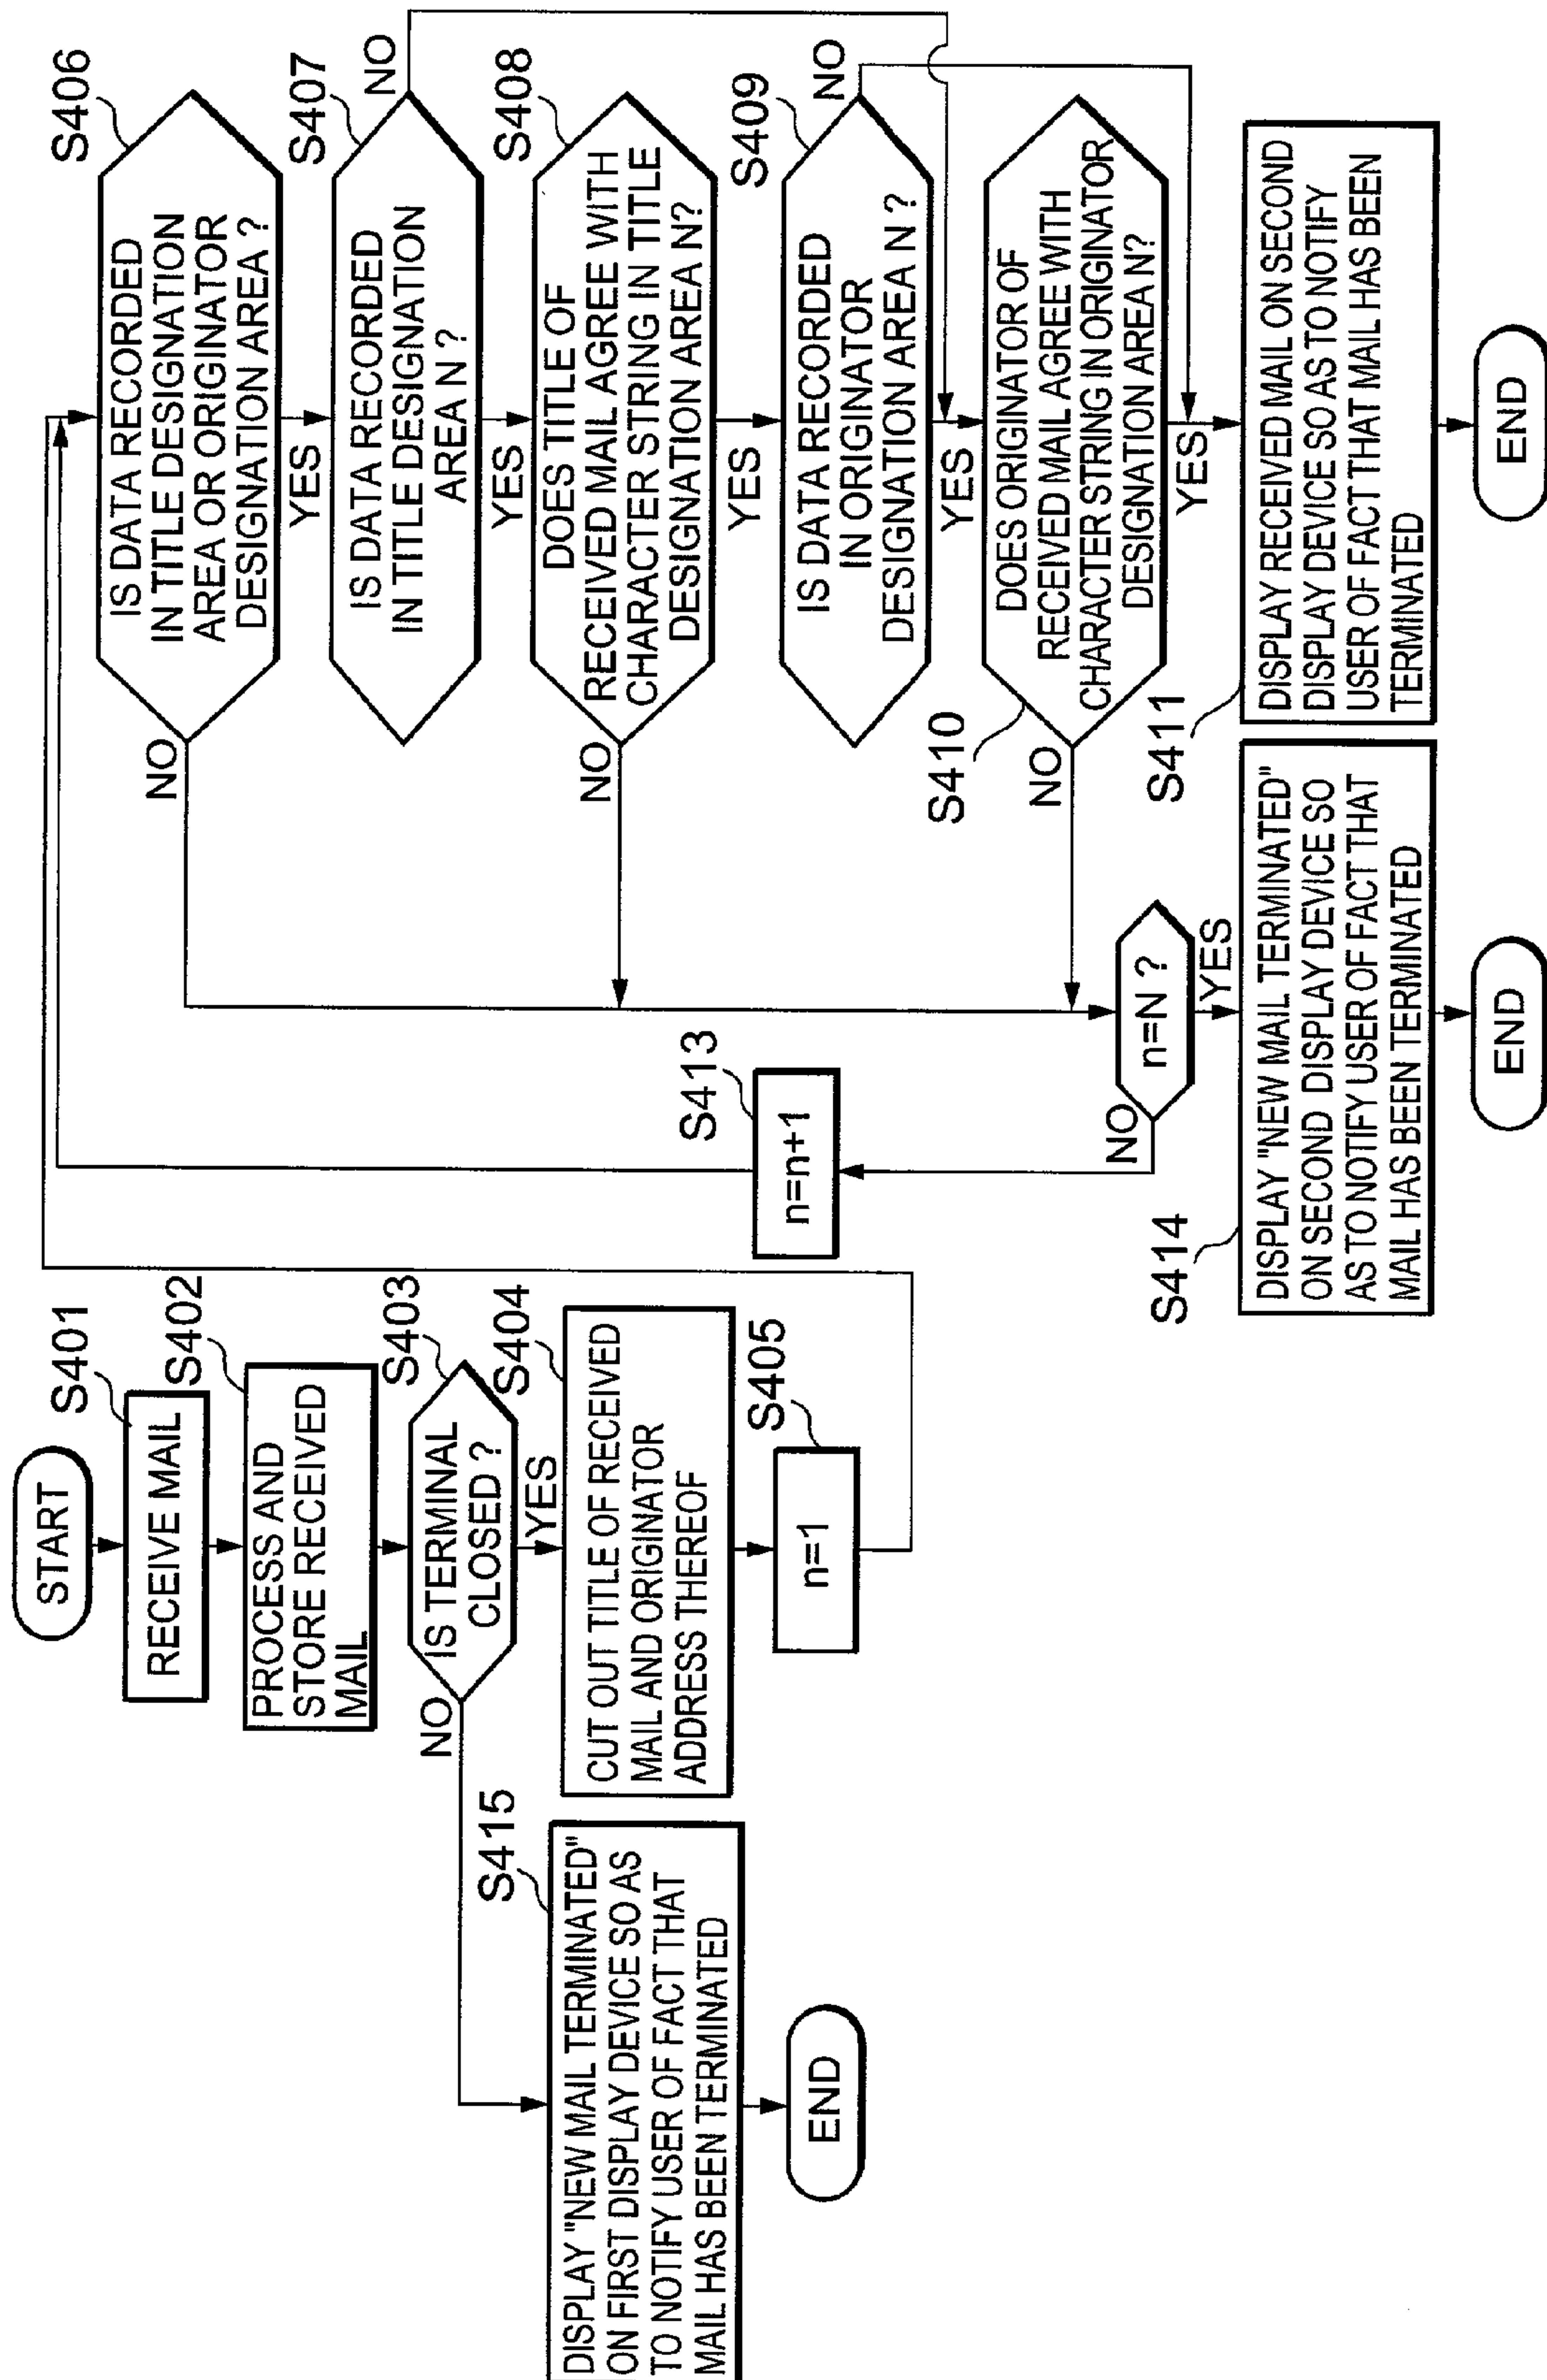 START
S401
RECEIVE MAIL
S402
PROCESS AND
STORE RECEIVED
MAIL
S403
IS TERMINAL
CLOSED ?
NO
YES
S404
CUT OUT TITLE OF RECEIVED
MAIL AND ORIGINATOR
ADDRESS THEREOF
S405
n=1
S415
DISPLAY "NEW MAIL TERMINATED"
ON FIRST DISPLAY DEVICE SO AS
TO NOTIFY USER OF FACT THAT
MAIL HAS BEEN TERMINATED
END
S406
IS DATA RECORDED
IN TITLE DESIGNATION
AREA OR ORIGINATOR
DESIGNATION AREA ?
NO
YES
S407
IS DATA RECORDED
IN TITLE DESIGNATION
AREA N ?
NO
YES
S408
DOES TITLE OF
RECEIVED MAIL AGREE WITH
CHARACTER STRING IN TITLE
DESIGNATION AREA N?
NO
YES
S409
IS DATA RECORDED
IN ORIGINATOR
DESIGNATION AREA N ?
NO
YES
S410
DOES ORIGINATOR OF
RECEIVED MAIL AGREE WITH
CHARACTER STRING IN ORIGINATOR
DESIGNATION AREA N?
NO
YES
S411
DISPLAY RECEIVED MAIL ON SECOND
DISPLAY DEVICE SO AS TO NOTIFY
USER OF FACT THAT MAIL HAS BEEN
TERMINATED
END
S413
n=n+1
n=N ?
NO
YES
S414
DISPLAY "NEW MAIL TERMINATED"
ON SECOND DISPLAY DEVICE SO
AS TO NOTIFY USER OF FACT THAT
MAIL HAS BEEN TERMINATED
END